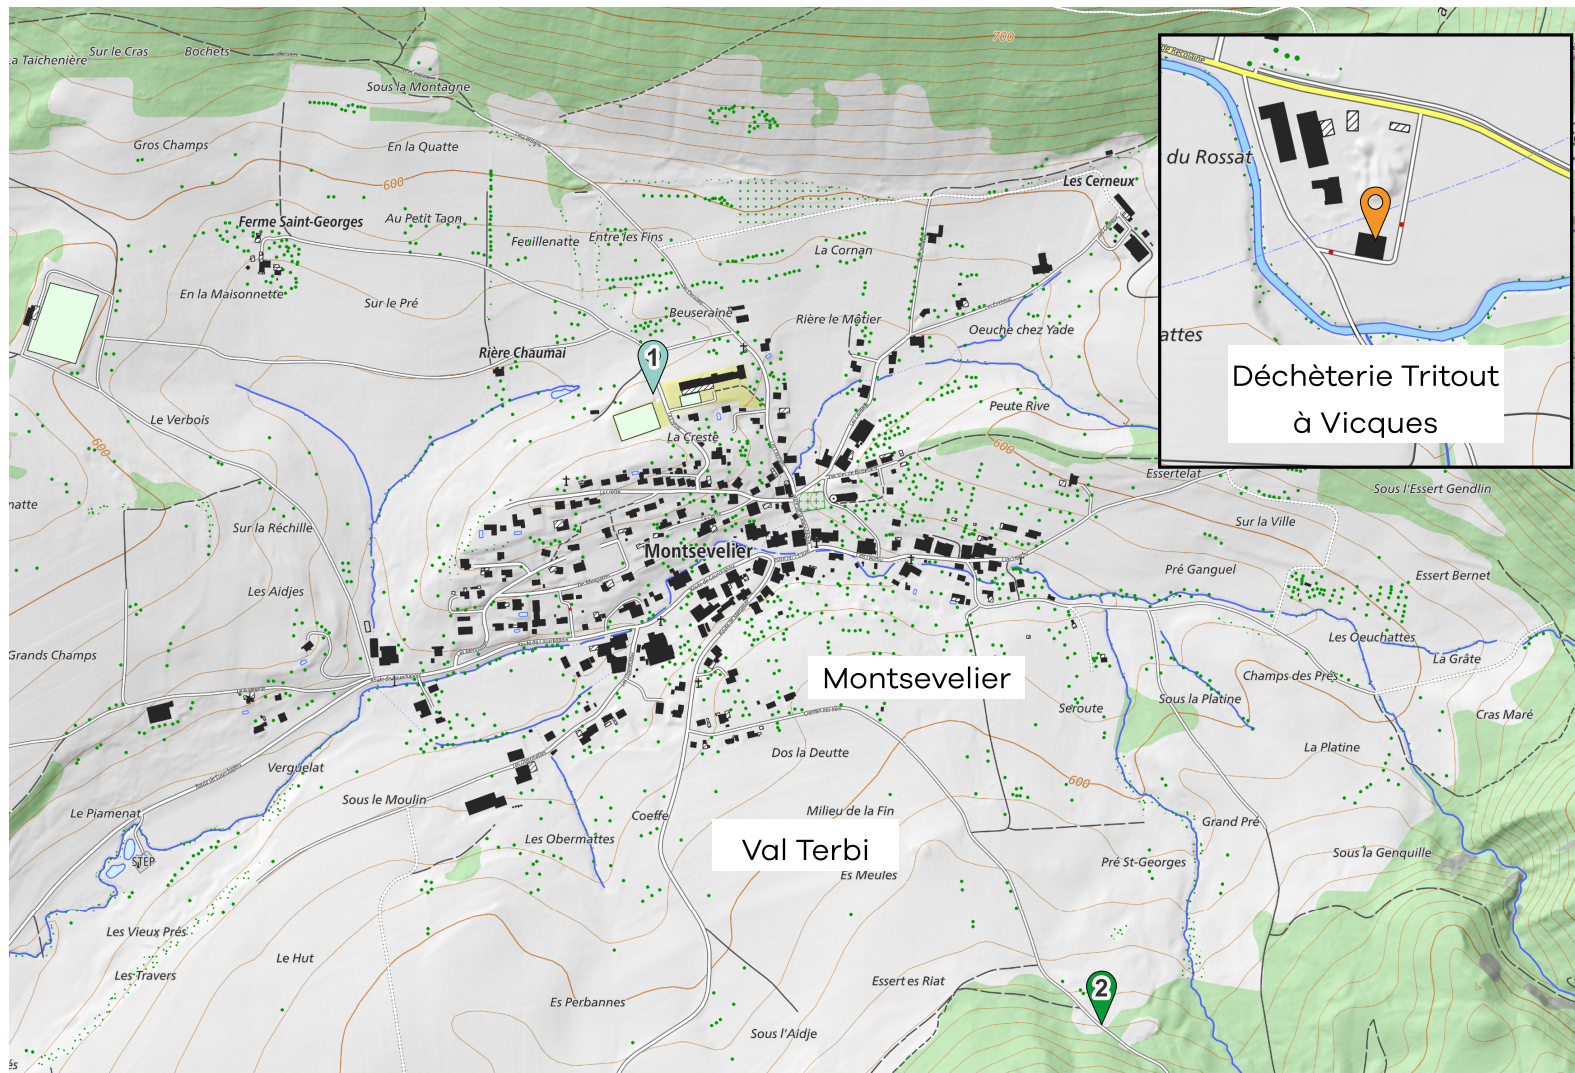 700
La Taichenière
Sur le Cras
Bochets
Sous la Montagne
Gros Champs
En la Quatte
600
Les Cerneux
Ferme Saint-Georges
Au Petit Taon
Feuillenatte
Entre les Fins
La Cornan
En la Maisonnette
Sur le Pré
Beuseraine
Rière le Môtier
Oeuche chez Yade
Rière Chaumai
1
Le Verbois
La Creste
Peute Rive
600
600
du Rossat
attes
Déchèterie Tritout
à Vicques
Essertelat
Sous l'Essert Gendlin
natte
Sur la Réchille
Sur la Ville
Montsevelier
Pré Ganguel
Essert Bernet
Les Aidjes
Grands Champs
Les Oeuchattes
La Grâte
Montsevelier
Champs des Prés
Seroute
Sous la Platine
Cras Maré
Dos la Deutte
La Platine
Verguelat
600
Sous le Moulin
Le Piamenat
Coeffe
Milieu de la Fin
Grand Pré
Les Obermattes
Val Terbi
STEP
Pré St-Georges
Sous la Genquille
Es Meules
Les Vieux Prés
Le Hut
Les Travers
Essert es Riat
2
Es Perbannes
Sous l'Aidje
és